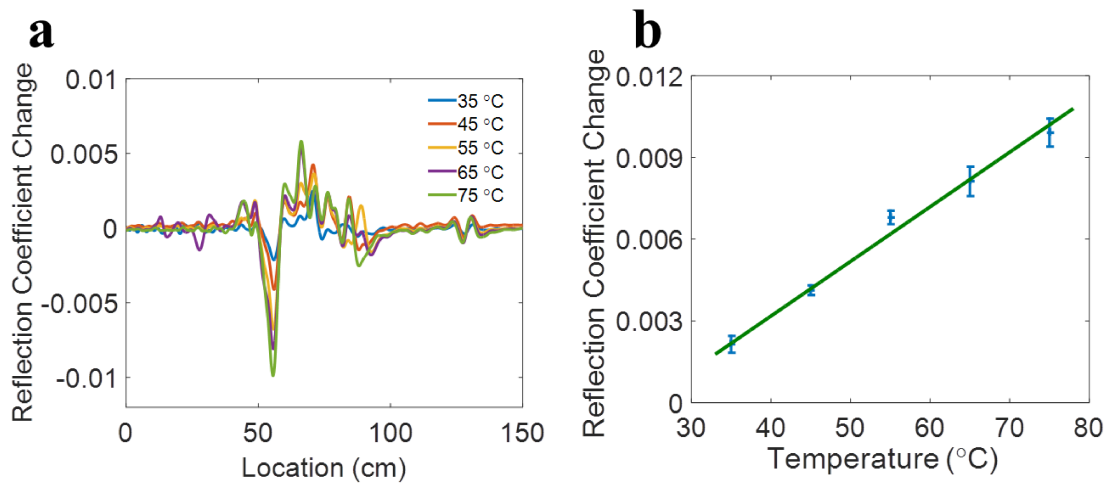 a
Reflection Coefficient Change
0.01
0.005
0
-0.005
-0.01
35 °C
45 °C
55 °C
65 °C
75 °C
0
50
100
150
Location (cm)
b
Reflection Coefficient Change
0.012
0.009
0.006
0.003
0
30
40
50
60
70
80
Temperature (°C)